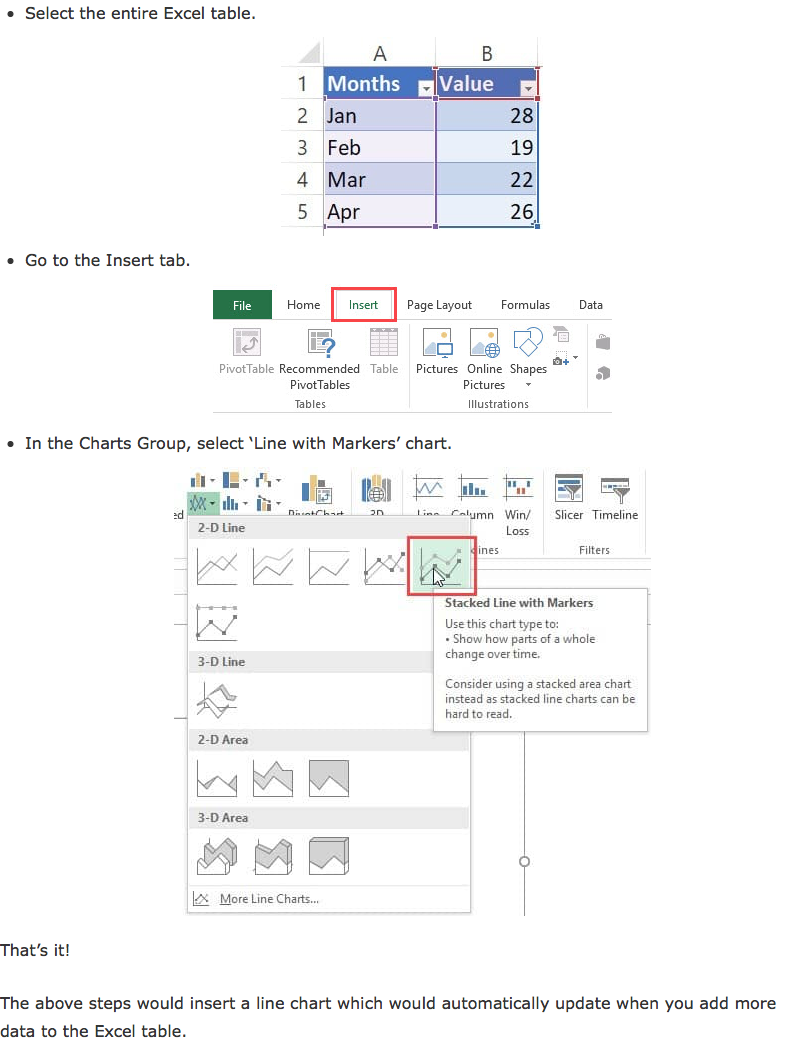 • Select the entire Excel table.
A B
1 Months Value
2 Jan 28
3 Feb 19
4 Mar 22
5 Apr 26
• Go to the Insert tab.
File Home Insert Page Layout Formulas Data
PivotTable Recommended PivotTables Table Pictures Online Pictures Shapes
Tables Illustrations
• In the Charts Group, select ‘Line with Markers’ chart.
ed PivotChart 3D Line Column Win/ Slicer Timeline
Loss
2-D Line
ines Filters
Stacked Line with Markers
Use this chart type to:
• Show how parts of a whole
change over time.
3-D Line
Consider using a stacked area chart
instead as stacked line charts can be
hard to read.
2-D Area
3-D Area
More Line Charts...
That’s it!
The above steps would insert a line chart which would automatically update when you add more
data to the Excel table.